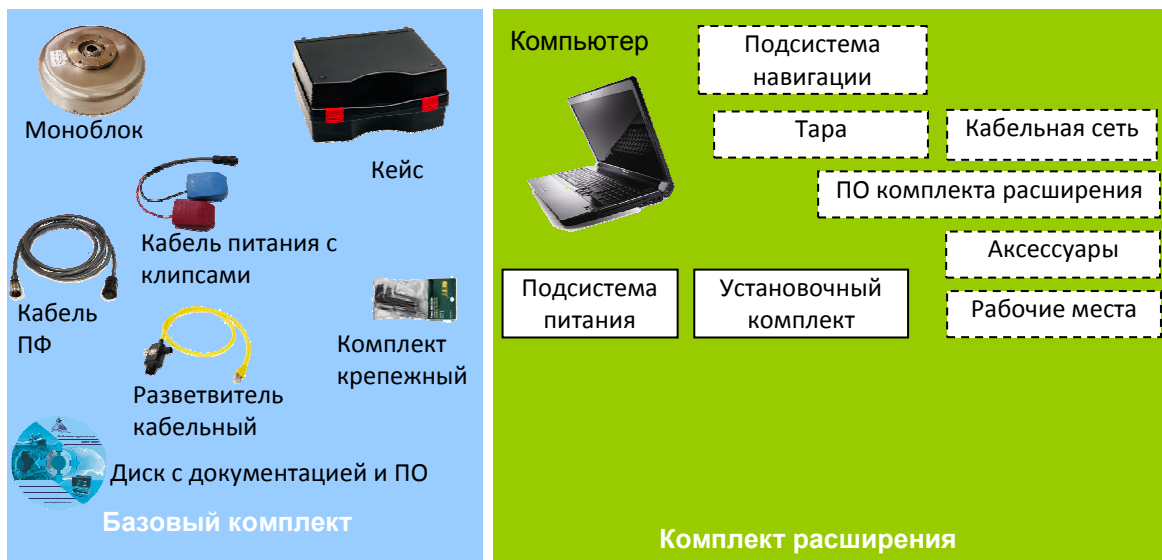 Моноблок
Кейс
Кабель питания с
клипсами
Кабель
ПФ
Комплект
крепежный
Разветвитель
кабельный
Диск с документацией и ПО
Базовый комплект
Компьютер
Подсистема
навигации
Тара
Кабельная сеть
ПО комплекта расширения
Аксессуары
Рабочие места
Подсистема
питания
Установочный
комплект
Комплект расширения